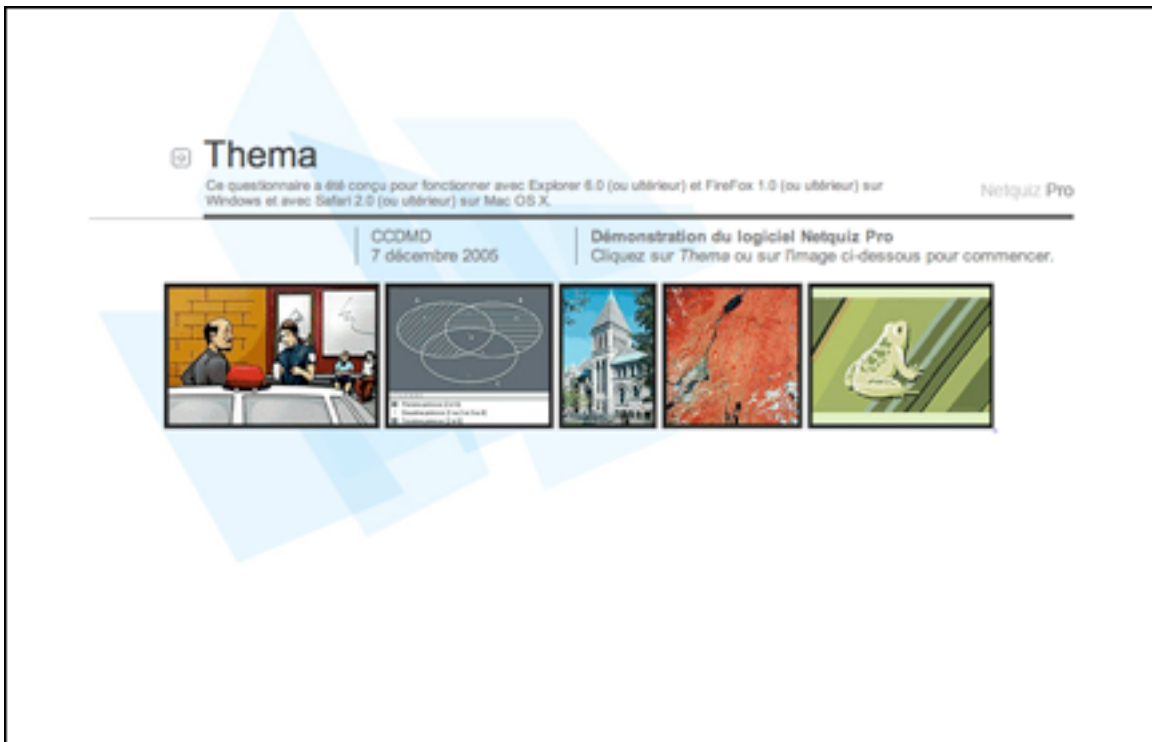 Thema
Ce questionnaire a été conçu pour fonctionner avec Explorer 6.0 (ou ultérieur) et FireFox 1.0 (ou ultérieur) sur
Windows et avec Safari 2.0 (ou ultérieur) sur Mac OS X.
Netquiz Pro
CCDMD
7 décembre 2005
Démonstration du logiciel Netquiz Pro
Cliquez sur Thema ou sur l'image ci-dessous pour commencer.